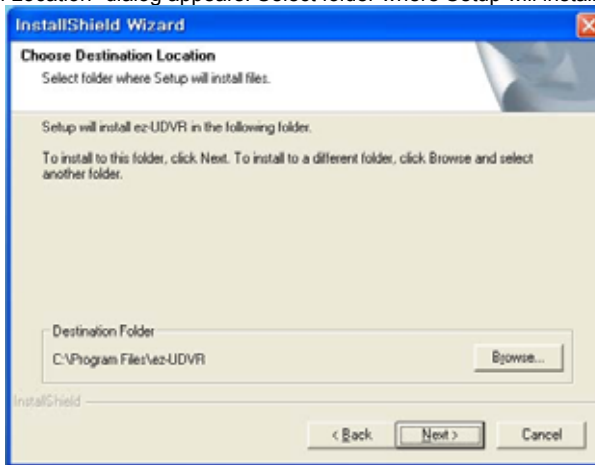 Location" dialog appears. Select folder where Setup will install
InstallShield Wizard
Choose Destination Location
Select folder where Setup will install files.
Setup will install ez-UDVR in the following folder.
To install to this folder, click Next. To install to a different folder, click Browse and select
another folder.
Destination Folder
C:\Program Files\ez-UDVR
Browse...
InstallShield
< Back
Next >
Cancel